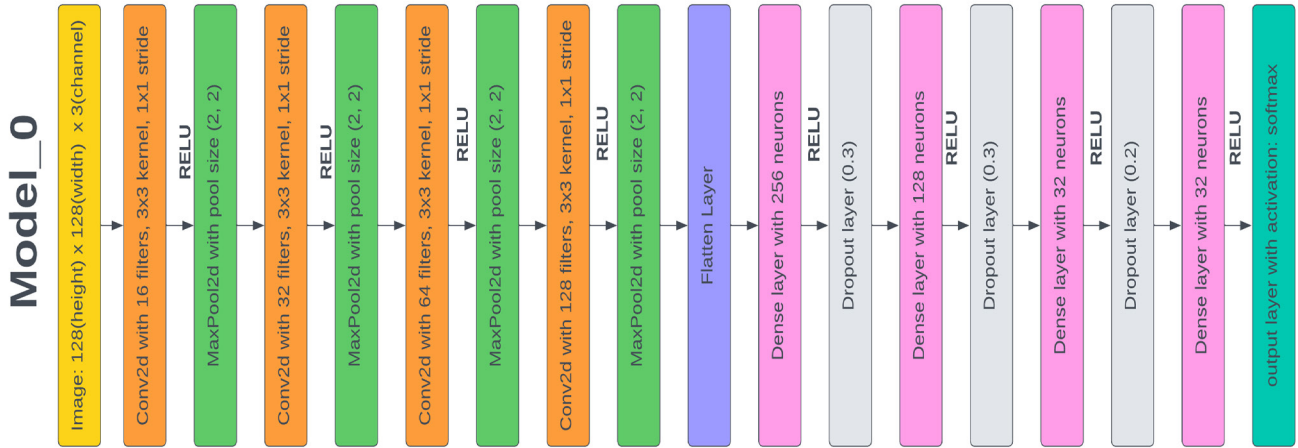 Model_0
Image: 128(height) x 128(width) x 3(channel)
Conv2d with 16 filters, 3x3 kernel, 1x1 stride
RELU
MaxPool2d with pool size (2, 2)
Conv2d with 32 filters, 3x3 kernel, 1x1 stride
RELU
MaxPool2d with pool size (2, 2)
Conv2d with 64 filters, 3x3 kernel, 1x1 stride
RELU
MaxPool2d with pool size (2, 2)
Conv2d with 128 filters, 3x3 kernel, 1x1 stride
RELU
MaxPool2d with pool size (2, 2)
Flatten Layer
Dense layer with 256 neurons
RELU
Dropout layer (0.3)
Dense layer with 128 neurons
RELU
Dropout layer (0.3)
Dense layer with 32 neurons
RELU
Dropout layer (0.2)
Dense layer with 32 neurons
RELU
output layer with activation: softmax